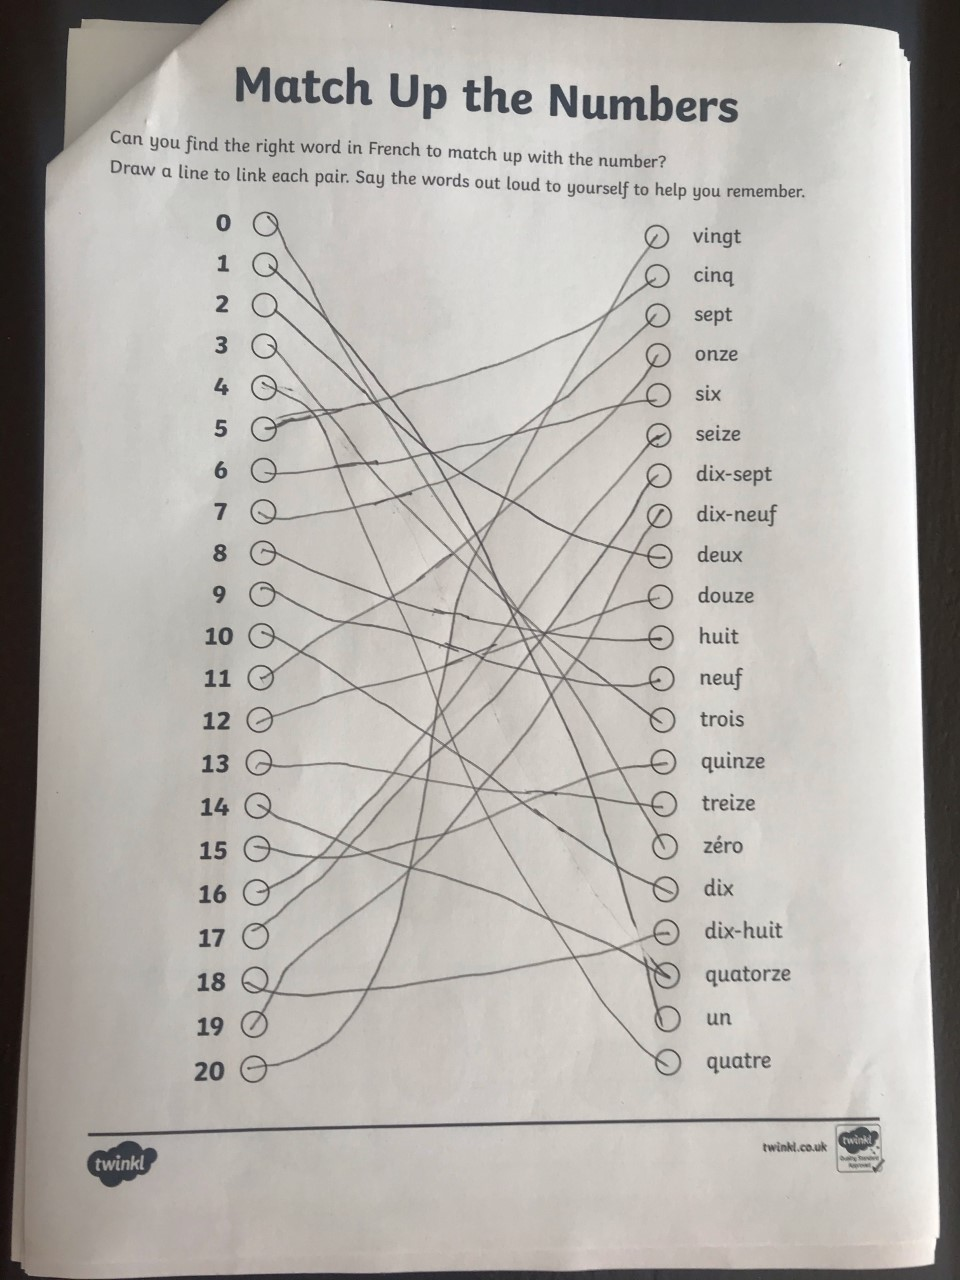 Match Up the Numbers
Can you find the right word in French to match up with the number?
Draw a line to link each pair. Say the words out loud to yourself to help you remember.
0 vingt
1 cinq
2 sept
3 onze
4 six
5 seize
6 dix-sept
7 dix-neuf
8 deux
9 douze
10 huit
11 neuf
12 trois
13 quinze
14 treize
15 zéro
16 dix
17 dix-huit
18 quatorze
19 un
20 quatre
twinkl
twinkl.co.uk
twinkl
Quality Standard
Approved